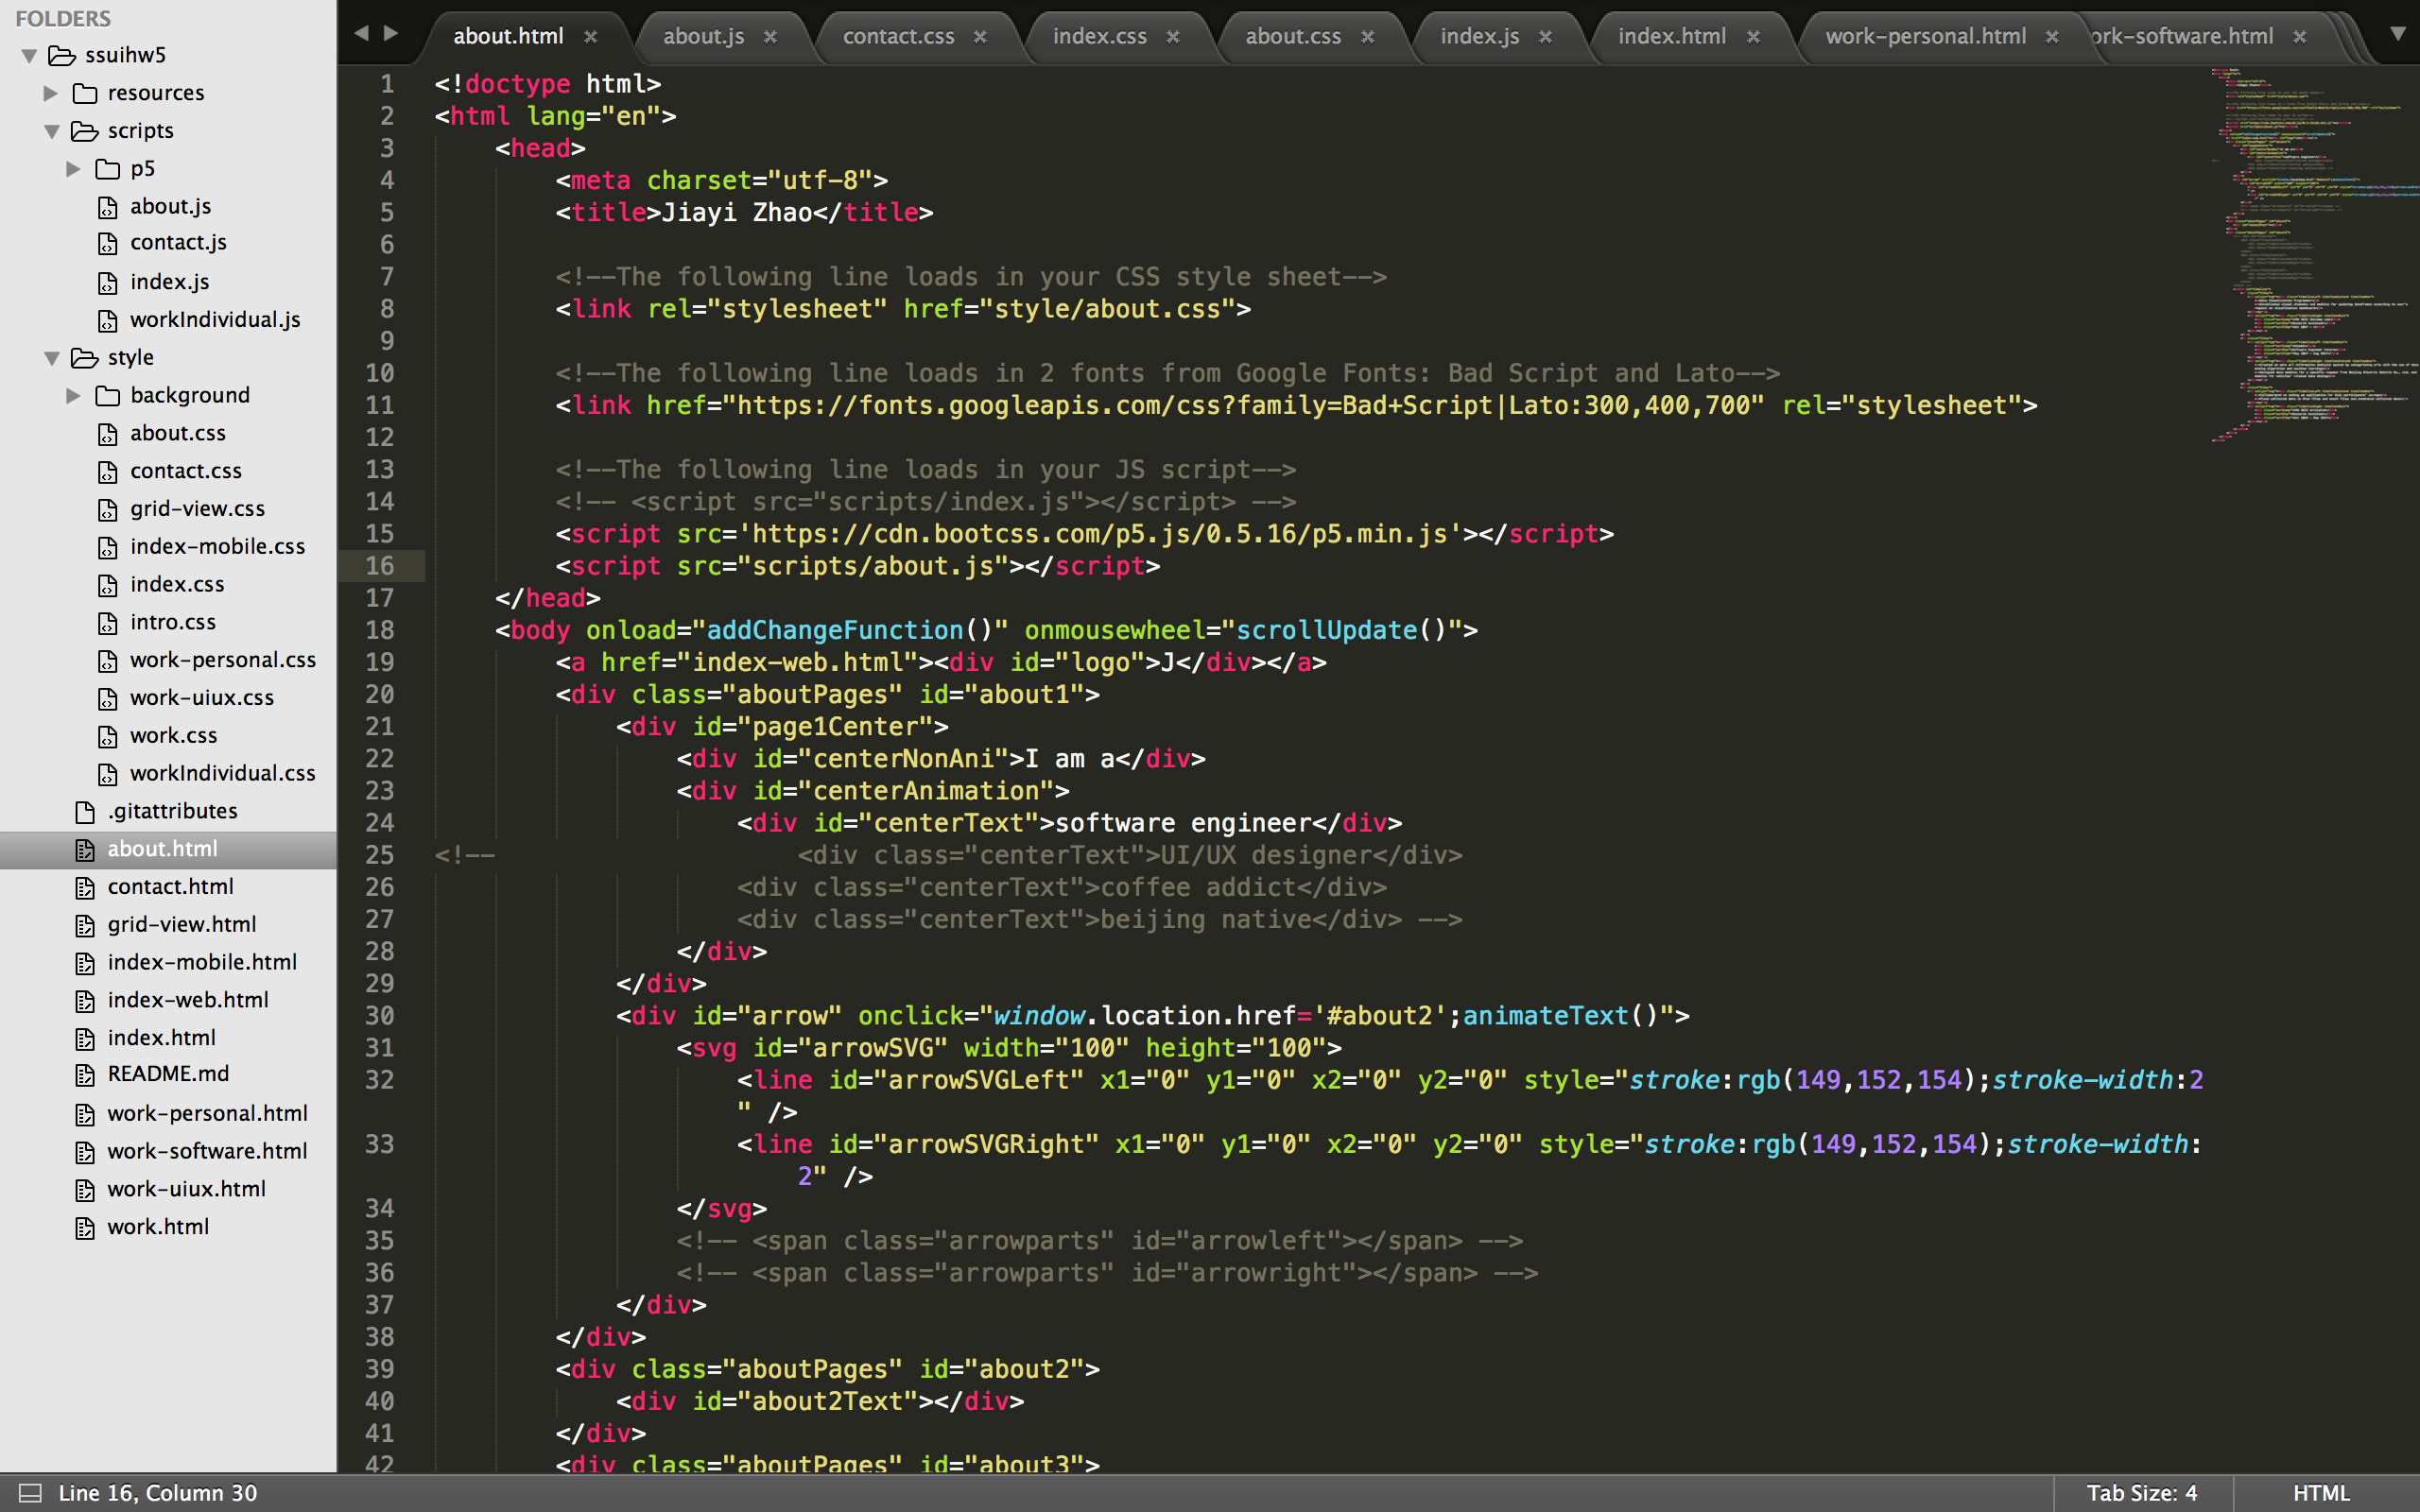 FOLDERS
ssuihw5
resources
scripts
p5
about.js
contact.js
index.js
workIndividual.js
style
background
about.css
contact.css
grid-view.css
index-mobile.css
index.css
intro.css
work-personal.css
work-uiux.css
work.css
workIndividual.css
.gitattributes
about.html
contact.html
grid-view.html
index-mobile.html
index-web.html
index.html
README.md
work-personal.html
work-software.html
work-uiux.html
work.html
about.html about.js contact.css index.css about.css index.js index.html work-personal.html ork-software.html
1 <!doctype html>
2 <html lang="en">
3 <head>
4 <meta charset="utf-8">
5 <title>Jiayi Zhao</title>
6
7 <!--The following line loads in your CSS style sheet-->
8 <link rel="stylesheet" href="style/about.css">
9
10 <!--The following line loads in 2 fonts from Google Fonts: Bad Script and Lato-->
11 <link href="https://fonts.googleapis.com/css?family=Bad+Script|Lato:300,400,700" rel="stylesheet">
12
13 <!--The following line loads in your JS script-->
14 <!-- <script src="scripts/index.js"></script> -->
15 <script src='https://cdn.bootcss.com/p5.js/0.5.16/p5.min.js'></script>
16 <script src="scripts/about.js"></script>
17 </head>
18 <body onload="addChangeFunction()" onmousewheel="scrollUpdate()">
19 <a href="index-web.html"><div id="logo">J</div></a>
20 <div class="aboutPages" id="about1">
21 <div id="page1Center">
22 <div id="centerNonAni">I am a</div>
23 <div id="centerAnimation">
24 <div id="centerText">software engineer</div>
25 <!-- <div class="centerText">UI/UX designer</div>
26 <div class="centerText">coffee addict</div>
27 <div class="centerText">beijing native</div> -->
28 </div>
29 </div>
30 <div id="arrow" onclick="window.location.href='#about2';animateText()">
31 <svg id="arrowSVG" width="100" height="100">
32 <line id="arrowSVGLeft" x1="0" y1="0" x2="0" y2="0" style="stroke:rgb(149,152,154);stroke-width:2
" />
33 <line id="arrowSVGRight" x1="0" y1="0" x2="0" y2="0" style="stroke:rgb(149,152,154);stroke-width:
2" />
34 </svg>
35 <!-- <span class="arrowparts" id="arrowleft"></span> -->
36 <!-- <span class="arrowparts" id="arrowright"></span> -->
37 </div>
38 </div>
39 <div class="aboutPages" id="about2">
40 <div id="about2Text"></div>
41 </div>
42 <div class="aboutPages" id="about3">
Line 16, Column 30
Tab Size: 4
HTML